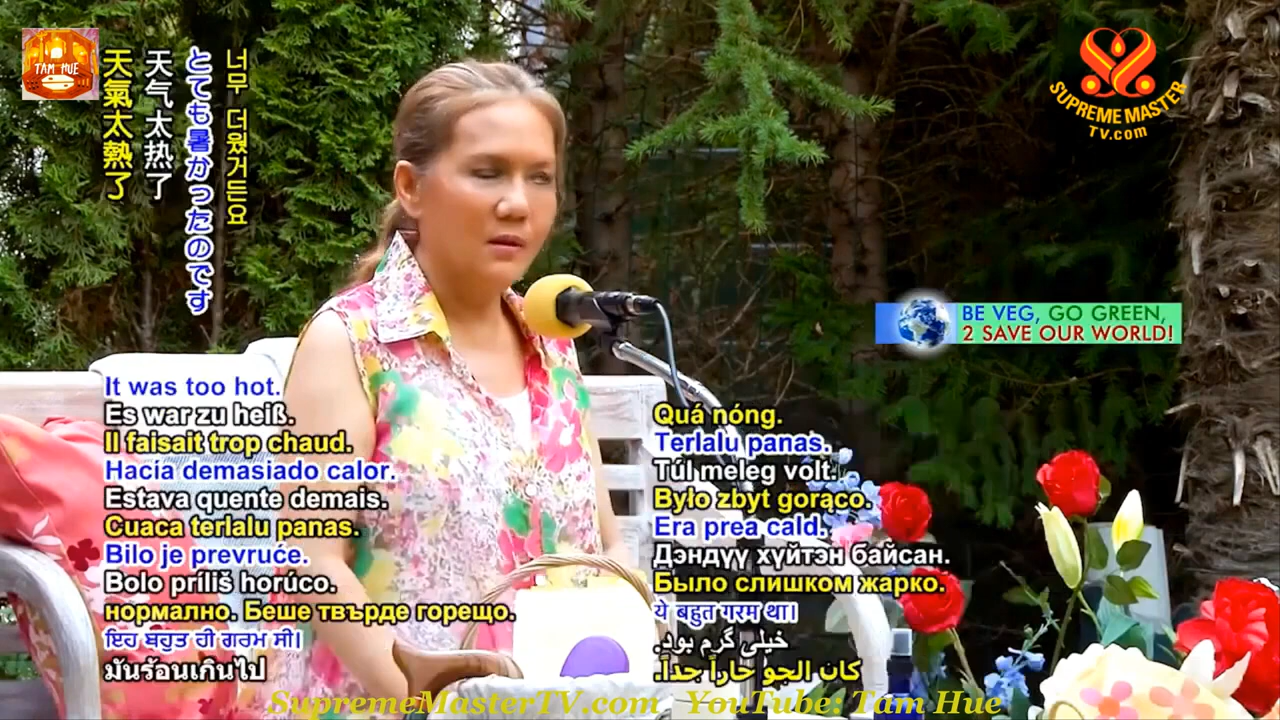 TAM HUE
天氣太熱了
天气太热了
とても暑かったのです
너무 더웠거든요
SUPREME MASTER
TV.com
BE VEG, GO GREEN,
2 SAVE OUR WORLD!
It was too hot.
Es war zu heiß.
Il faisait trop chaud.
Hacía demasiado calor.
Estava quente demais.
Cuaca terlalu panas.
Bilo je prevruće.
Bolo príliš horúco.
нормално. Беше твърде горещо.
ਇਹ ਬਹੁਤ ਹੀ ਗਰਮ ਸੀ।
มันร้อนเกินไป
Quá nóng.
Terlalu panas.
Túl meleg volt.
Było zbyt gorąco.
Era prea cald.
Дэндүү хүйтэн байсан.
Было слишком жарко.
ये बहुत गरम था।
خیلی گرم بود.
كان الجو حاراً جداً.
SupremeMasterTV.com YouTube: Tam Hue